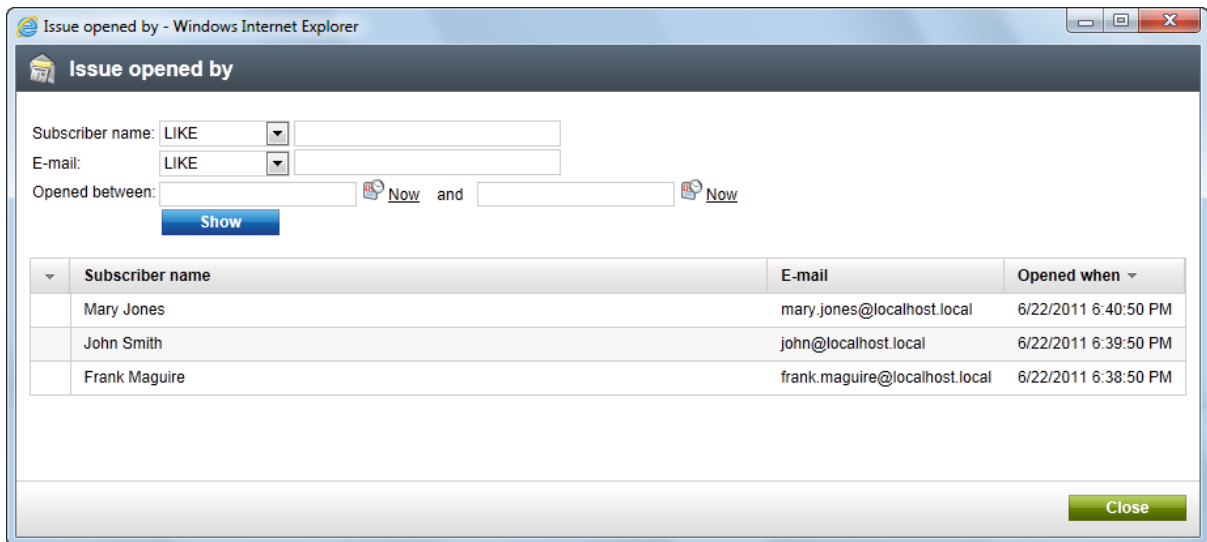 Issue opened by - Windows Internet Explorer
Issue opened by
Subscriber name: LIKE
E-mail: LIKE
Opened between: Now and Now
Show
Subscriber name E-mail Opened when
Mary Jones mary.jones@localhost.local 6/22/2011 6:40:50 PM
John Smith john@localhost.local 6/22/2011 6:39:50 PM
Frank Maguire frank.maguire@localhost.local 6/22/2011 6:38:50 PM
Close